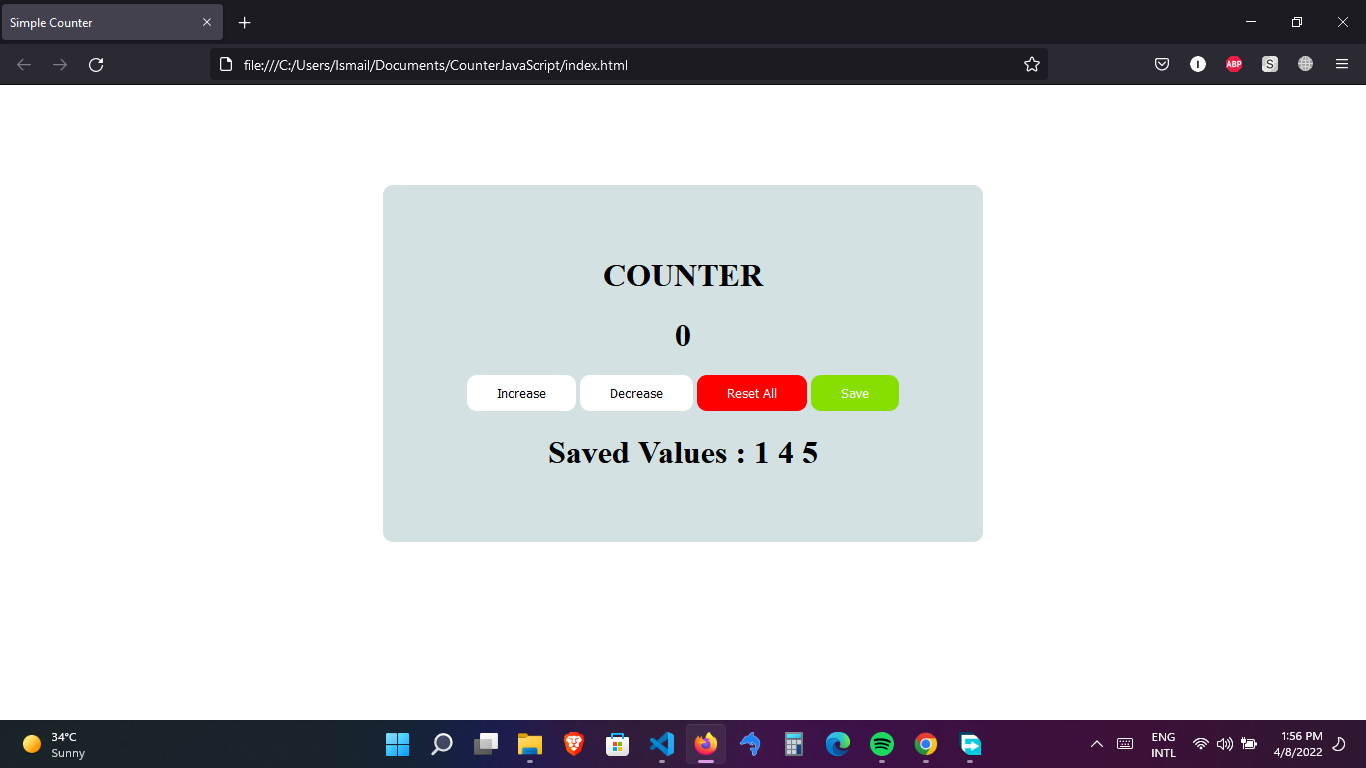 Simple Counter
file:///C:/Users/Ismail/Documents/CounterJavaScript/index.html
I
ABP
S
COUNTER
0
Increase Decrease Reset All Save
Saved Values : 1 4 5
34°C
Sunny
ENG
INTL
1:56 PM
4/8/2022